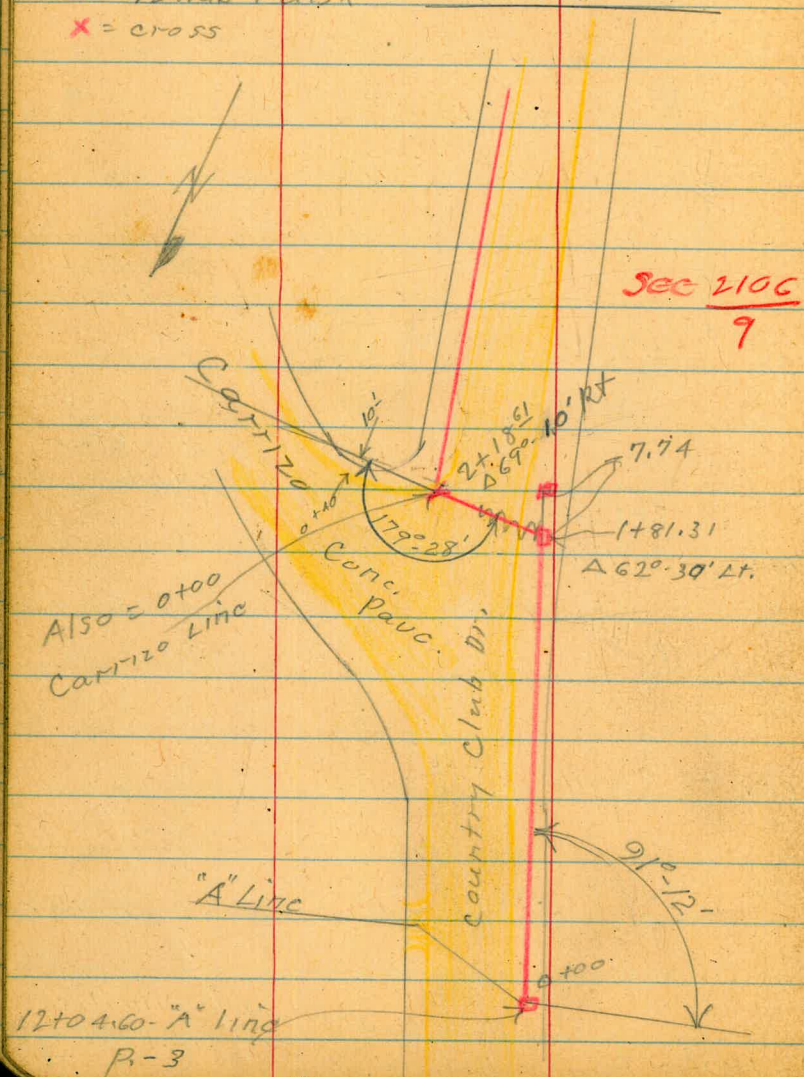 x = cross
N
Sec 2106
9
Carrizo
10'
2+18.61
Δ 69°-10' Rt
7.74
0+10
179°-28'
1+81.31
Δ 62°-30' Lt.
Conc.
Pave.
Also = 0+00
Carrizo Line
Country Club Dr.
91°-12'
"A" Line
0+00
12+04.60-"A" line
P.-3